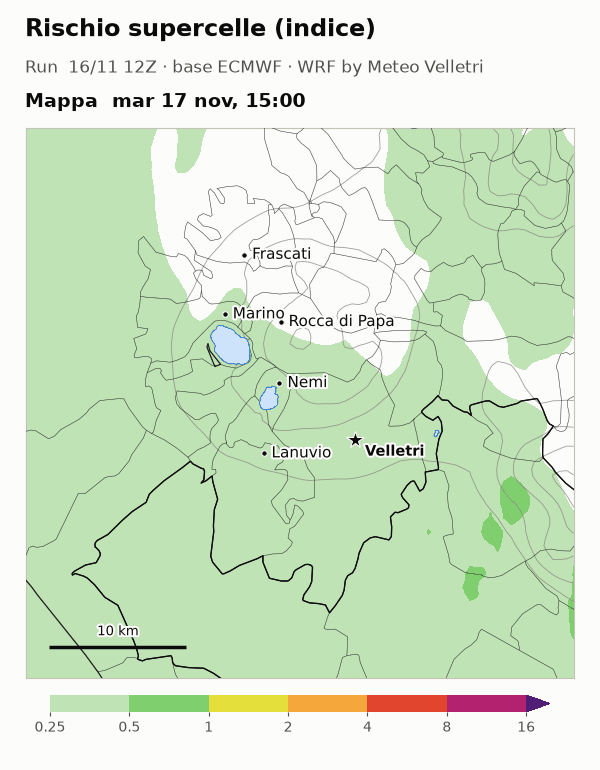 Rischio supercelle (indice)
Run  16/11 12Z · base ECMWF · WRF by Meteo Velletri
Mappa  mar 17 nov, 15:00
Frascati
Marino
Rocca di Papa
Nemi
Velletri
Lanuvio
10 km
0.25 0.5 1 2 4 8 16